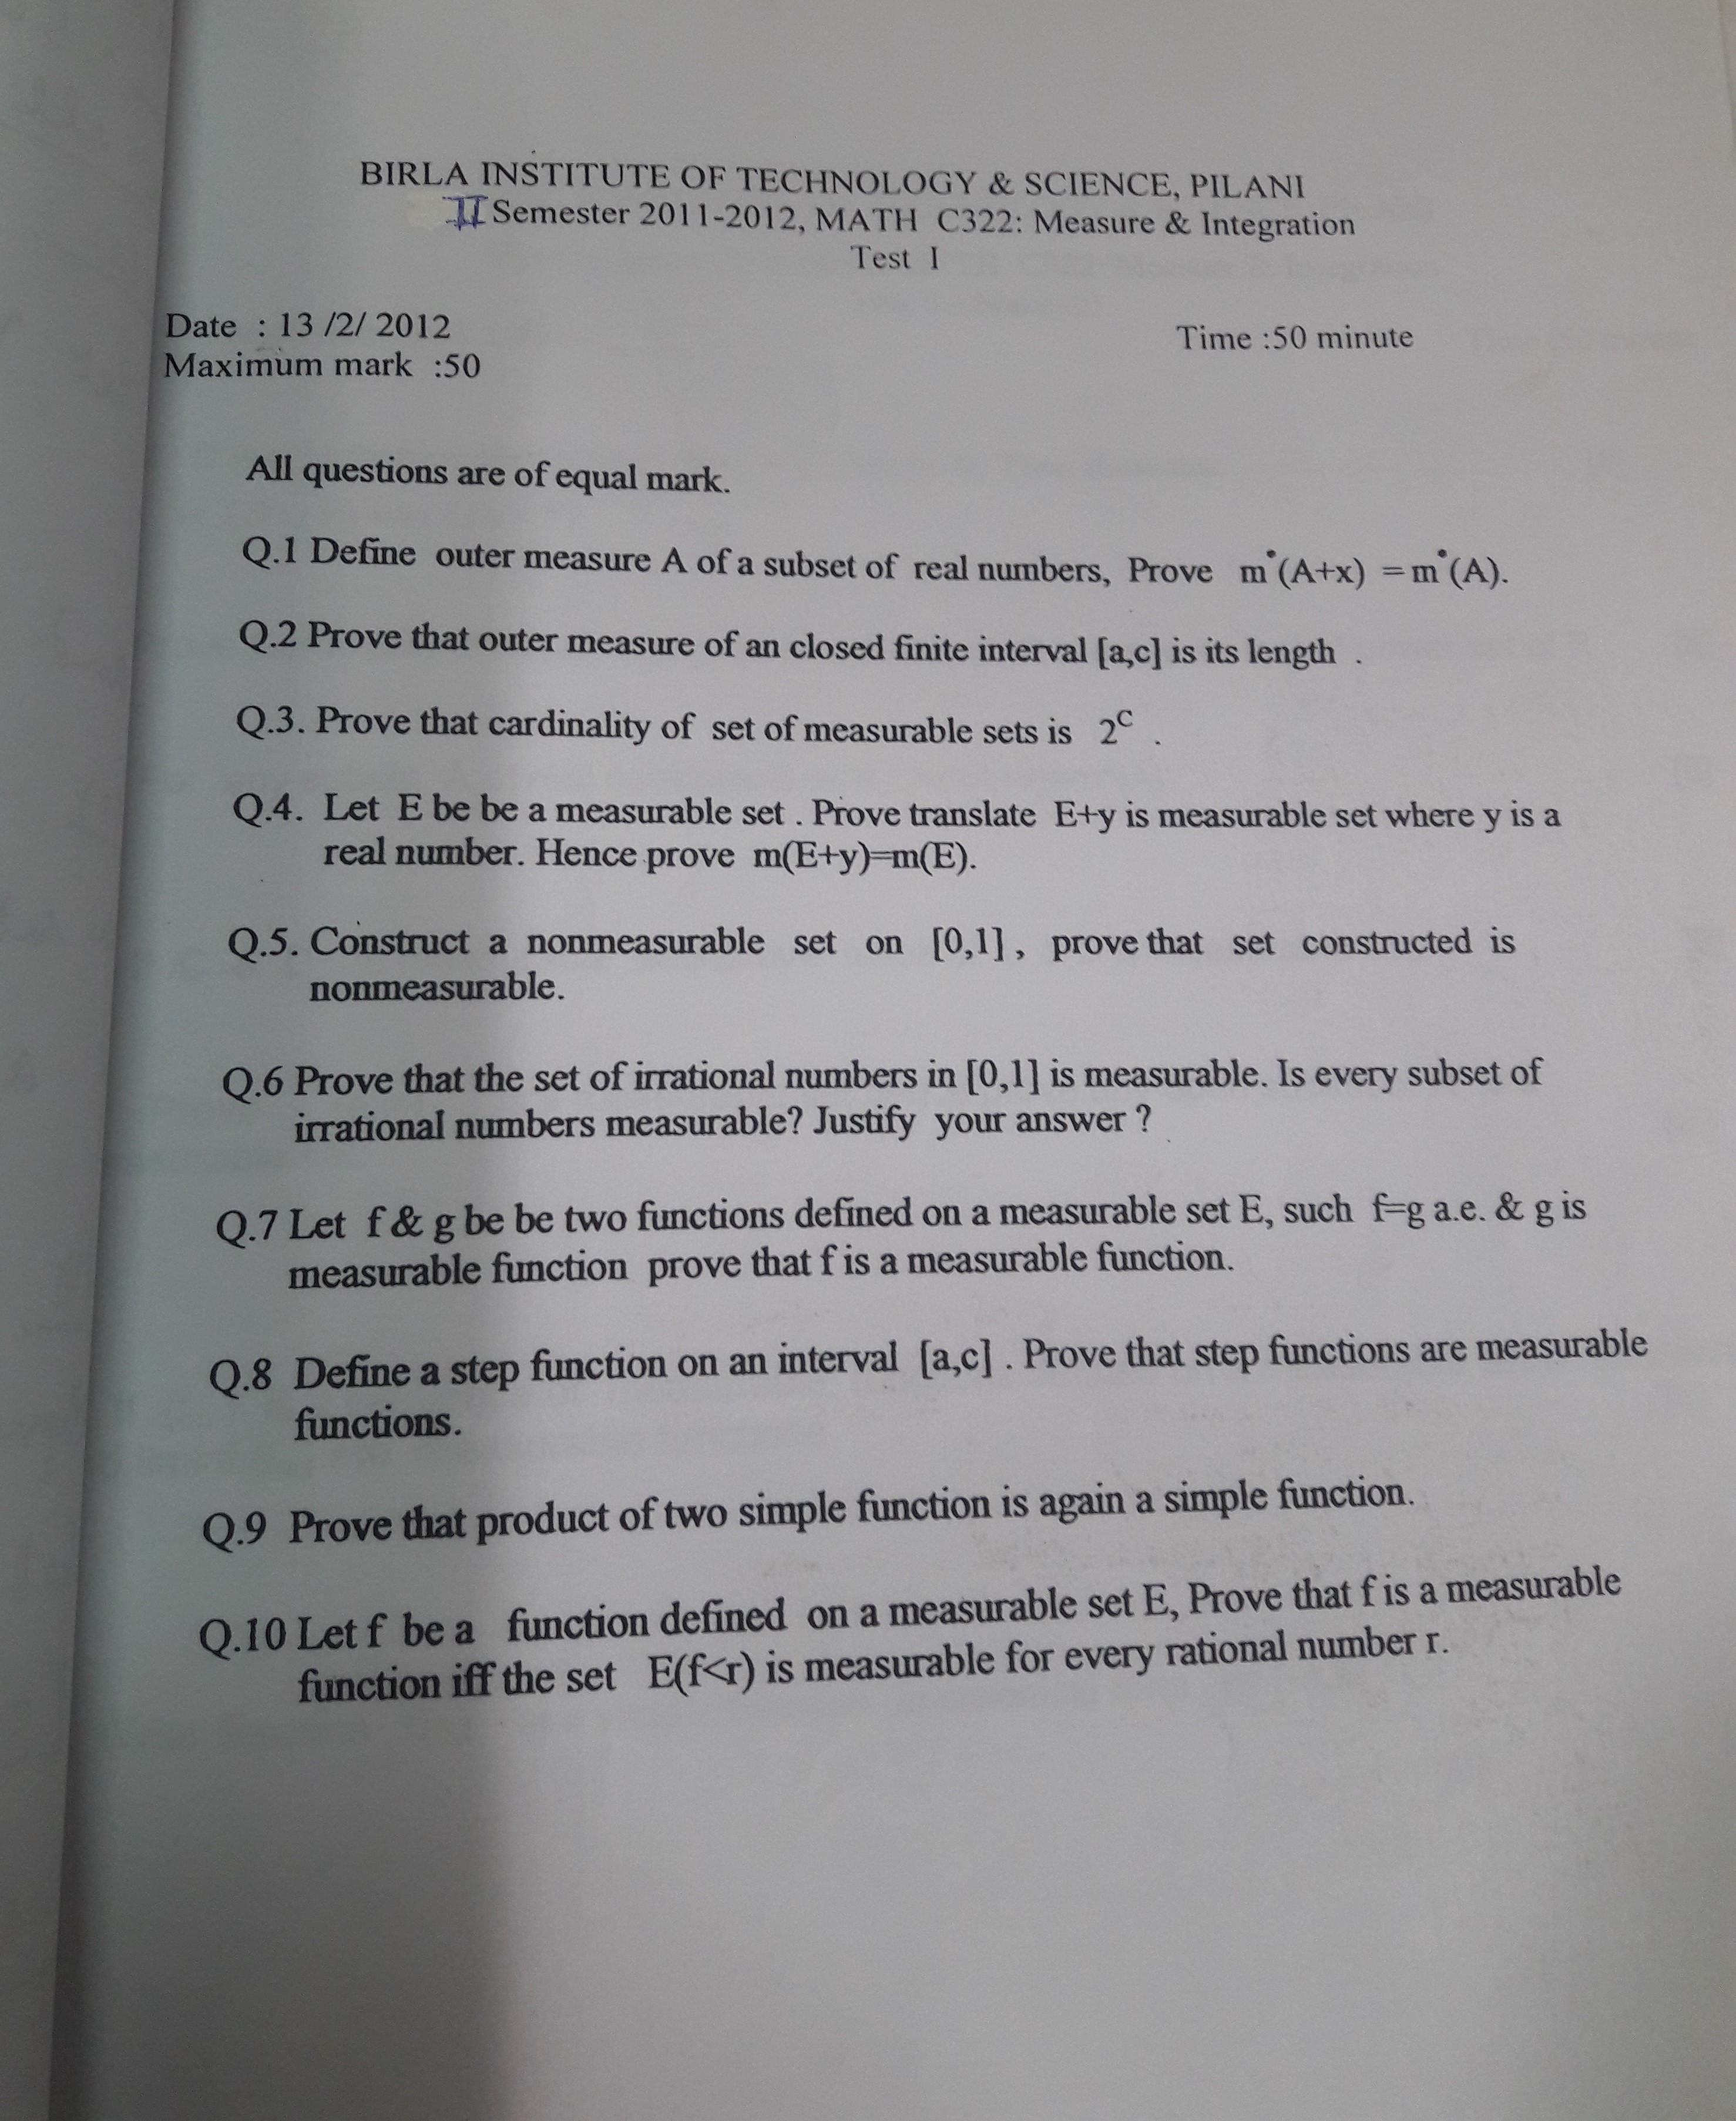 BIRLA INSTITUTE OF TECHNOLOGY & SCIENCE, PILANI
II Semester 2011-2012, MATH C322: Measure & Integration
Test I
Date : 13 /2/ 2012
Time :50 minute
Maximum mark :50
All questions are of equal mark.
Q.1 Define outer measure A of a subset of real numbers, Prove m*(A+x) =m*(A).
Q.2 Prove that outer measure of an closed finite interval [a,c] is its length .
Q.3. Prove that cardinality of set of measurable sets is 2^C .
Q.4. Let E be be a measurable set . Prove translate E+y is measurable set where y is a
real number. Hence prove m(E+y)=m(E).
Q.5. Construct a nonmeasurable set on [0,1] , prove that set constructed is
nonmeasurable.
Q.6 Prove that the set of irrational numbers in [0,1] is measurable. Is every subset of
irrational numbers measurable? Justify your answer ?
Q.7 Let f & g be be two functions defined on a measurable set E, such f=g a.e. & g is
measurable function prove that f is a measurable function.
Q.8 Define a step function on an interval [a,c] . Prove that step functions are measurable
functions.
Q.9 Prove that product of two simple function is again a simple function.
Q.10 Let f be a function defined on a measurable set E, Prove that f is a measurable
function iff the set E(f<r) is measurable for every rational number r.